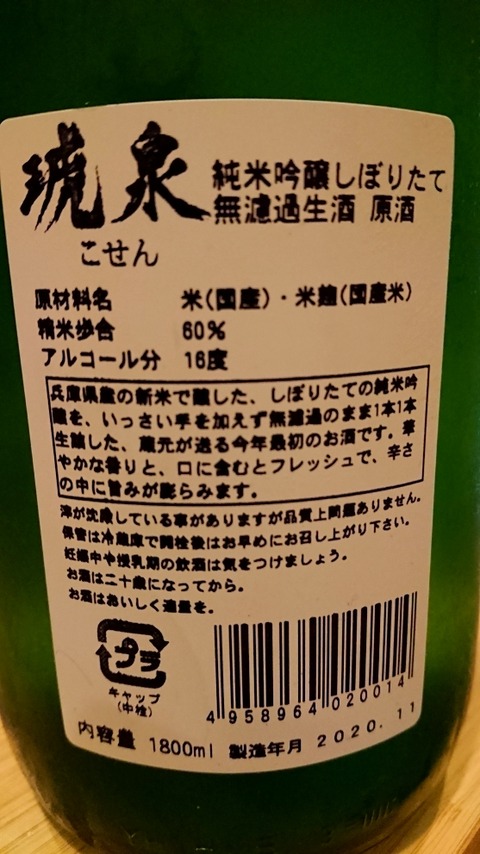 琥泉
純米吟醸しぼりたて
無濾過生酒 原酒
こせん
原材料名 米(国産)・米麹(国産米)
精米歩合 60%
アルコール分 16度
兵庫県産の新米で醸した、しぼりたての純米吟
醸を、いっさい手を加えず無濾過のまま1本1本
生詰した、蔵元が送る今年最初のお酒です。華
やかな香りと、口に含むとフレッシュで、辛さ
の中に旨みが膨らみます。
滓が沈殿している事がありますが品質上問題ありません。
保管は冷蔵庫で開栓後はお早めにお召し上がり下さい。
妊娠中や授乳期の飲酒は気をつけましょう。
お酒は二十歳になってから。
お酒はおいしく適量を。
プラ
キャップ
(中栓)
4 958964 020014
内容量 1800ml 製造年月 2020.11